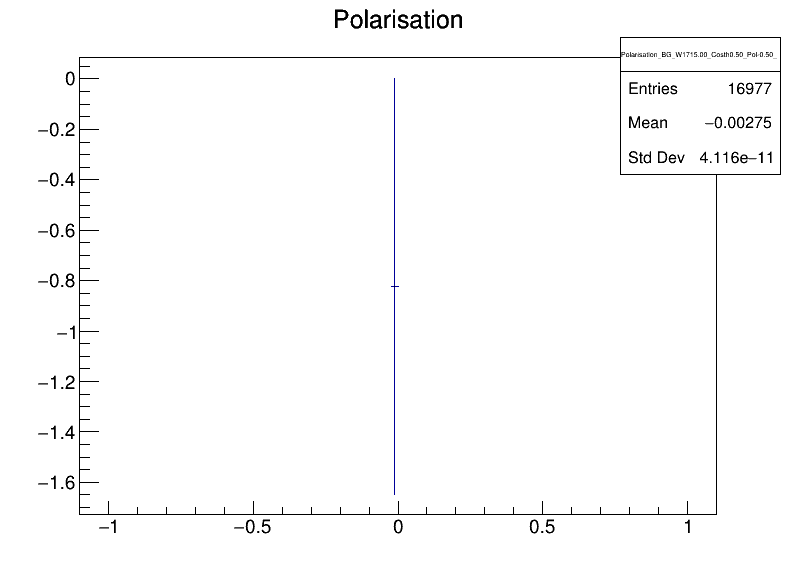 Polarisation
Polarisation_BG_W1715.00_Costh0.50_Pol-0.50_
Entries 16977
Mean −0.00275
Std Dev 4.116e−11
0
−0.2
−0.4
−0.6
−0.8
−1
−1.2
−1.4
−1.6
−1 −0.5 0 0.5 1